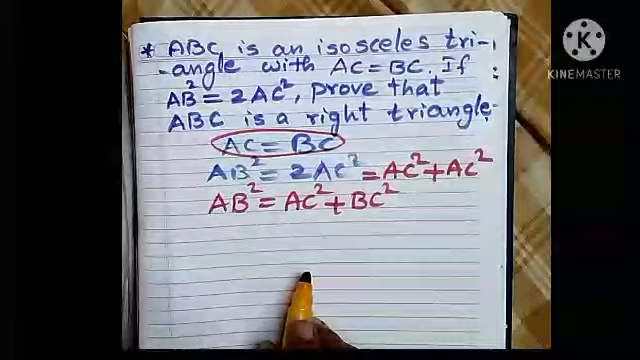 * ABC is an isosceles tri-
-angle with AC = BC. If
AB² = 2AC², prove that
ABC is a right triangle.
AC = BC
AB² = 2AC² = AC² + AC²
AB² = AC² + BC²
K
KINEMASTER